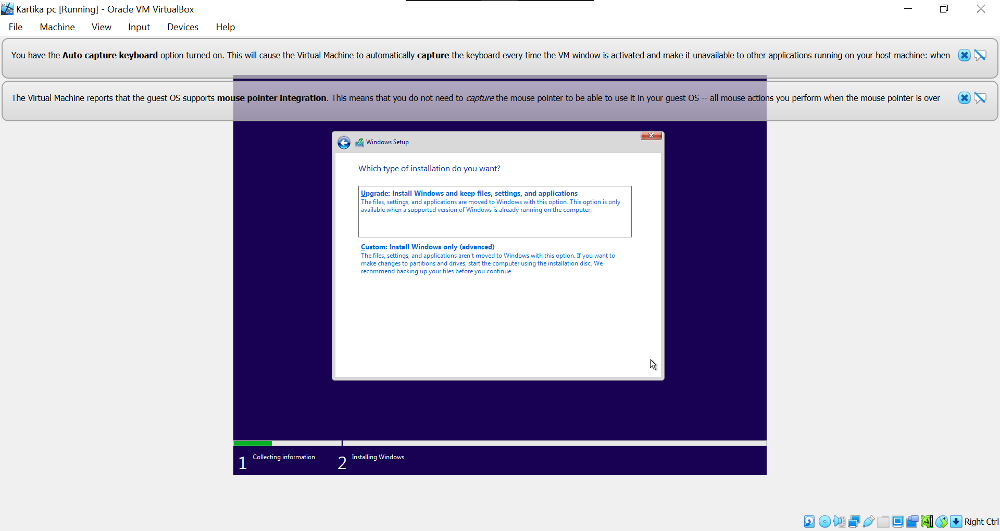 Kartika pc [Running] - Oracle VM VirtualBox
File Machine View Input Devices Help
You have the Auto capture keyboard option turned on. This will cause the Virtual Machine to automatically capture the keyboard every time the VM window is activated and make it unavailable to other applications running on your host machine: when
The Virtual Machine reports that the guest OS supports mouse pointer integration. This means that you do not need to capture the mouse pointer to be able to use it in your guest OS -- all mouse actions you perform when the mouse pointer is over
Windows Setup
Which type of installation do you want?
Upgrade: Install Windows and keep files, settings, and applications
The files, settings, and applications are moved to Windows with this option. This option is only
available when a supported version of Windows is already running on the computer.
Custom: Install Windows only (advanced)
The files, settings, and applications aren't moved to Windows with this option. If you want to
make changes to partitions and drives, start the computer using the installation disc. We
recommend backing up your files before you continue.
1 Collecting information 2 Installing Windows
Right Ctrl